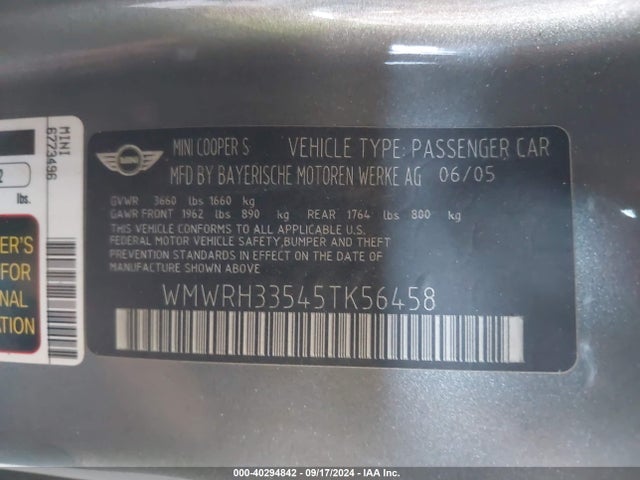 MINI COOPER S VEHICLE TYPE: PASSENGER CAR
MFD BY BAYERISCHE MOTOREN WERKE AG 06/05
GVWR 3660 lbs 1660 kg
GAWR FRONT 1962 lbs 890 kg REAR 1764 lbs 800 kg
THIS VEHICLE CONFORMS TO ALL APPLICABLE U.S.
FEDERAL MOTOR VEHICLE SAFETY,BUMPER AND THEFT
PREVENTION STANDARDS IN EFFECT ON THE DATE OF
MANUFACTURE SHOWN ABOVE
WMWRH33545TK56458
MINI
6773496
2
lbs.
ER'S
FOR
NAL
ATION
000-40294842 - 09/17/2024 - IAA Inc.